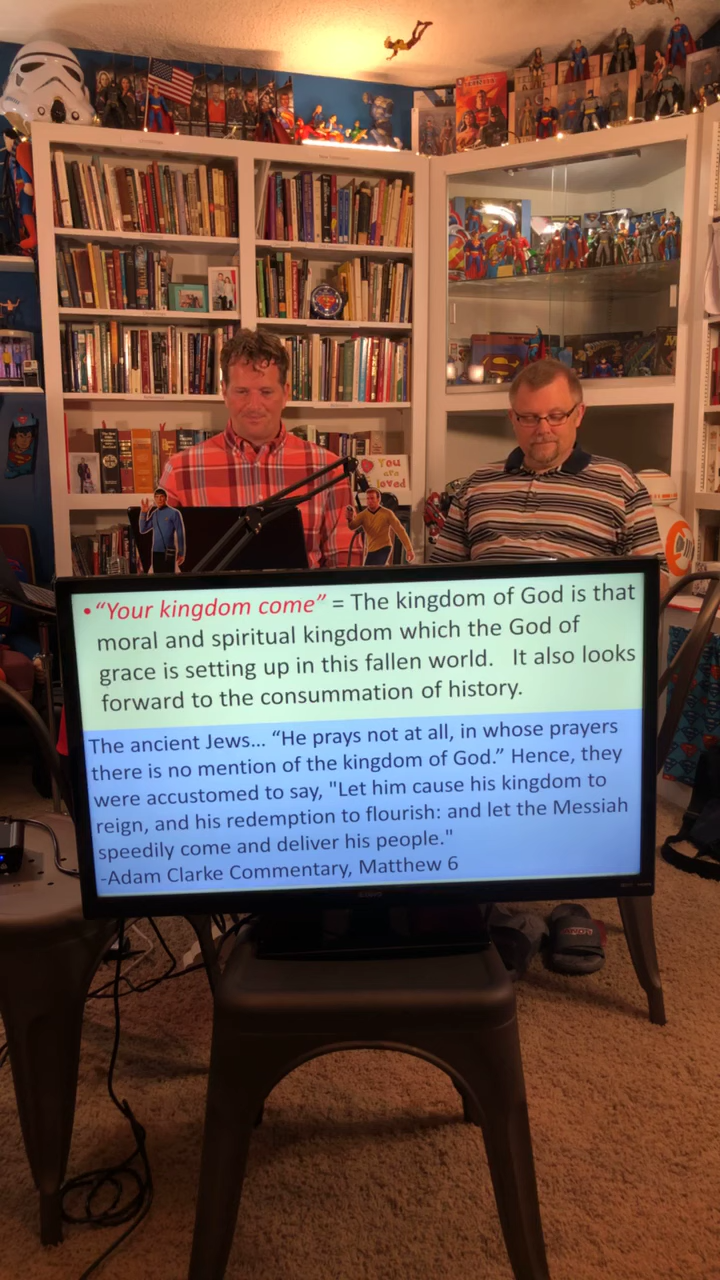 You
are
loved
• “Your kingdom come” = The kingdom of God is that
moral and spiritual kingdom which the God of
grace is setting up in this fallen world. It also looks
forward to the consummation of history.
The ancient Jews... “He prays not at all, in whose prayers
there is no mention of the kingdom of God.” Hence, they
were accustomed to say, "Let him cause his kingdom to
reign, and his redemption to flourish: and let the Messiah
speedily come and deliver his people."
-Adam Clarke Commentary, Matthew 6